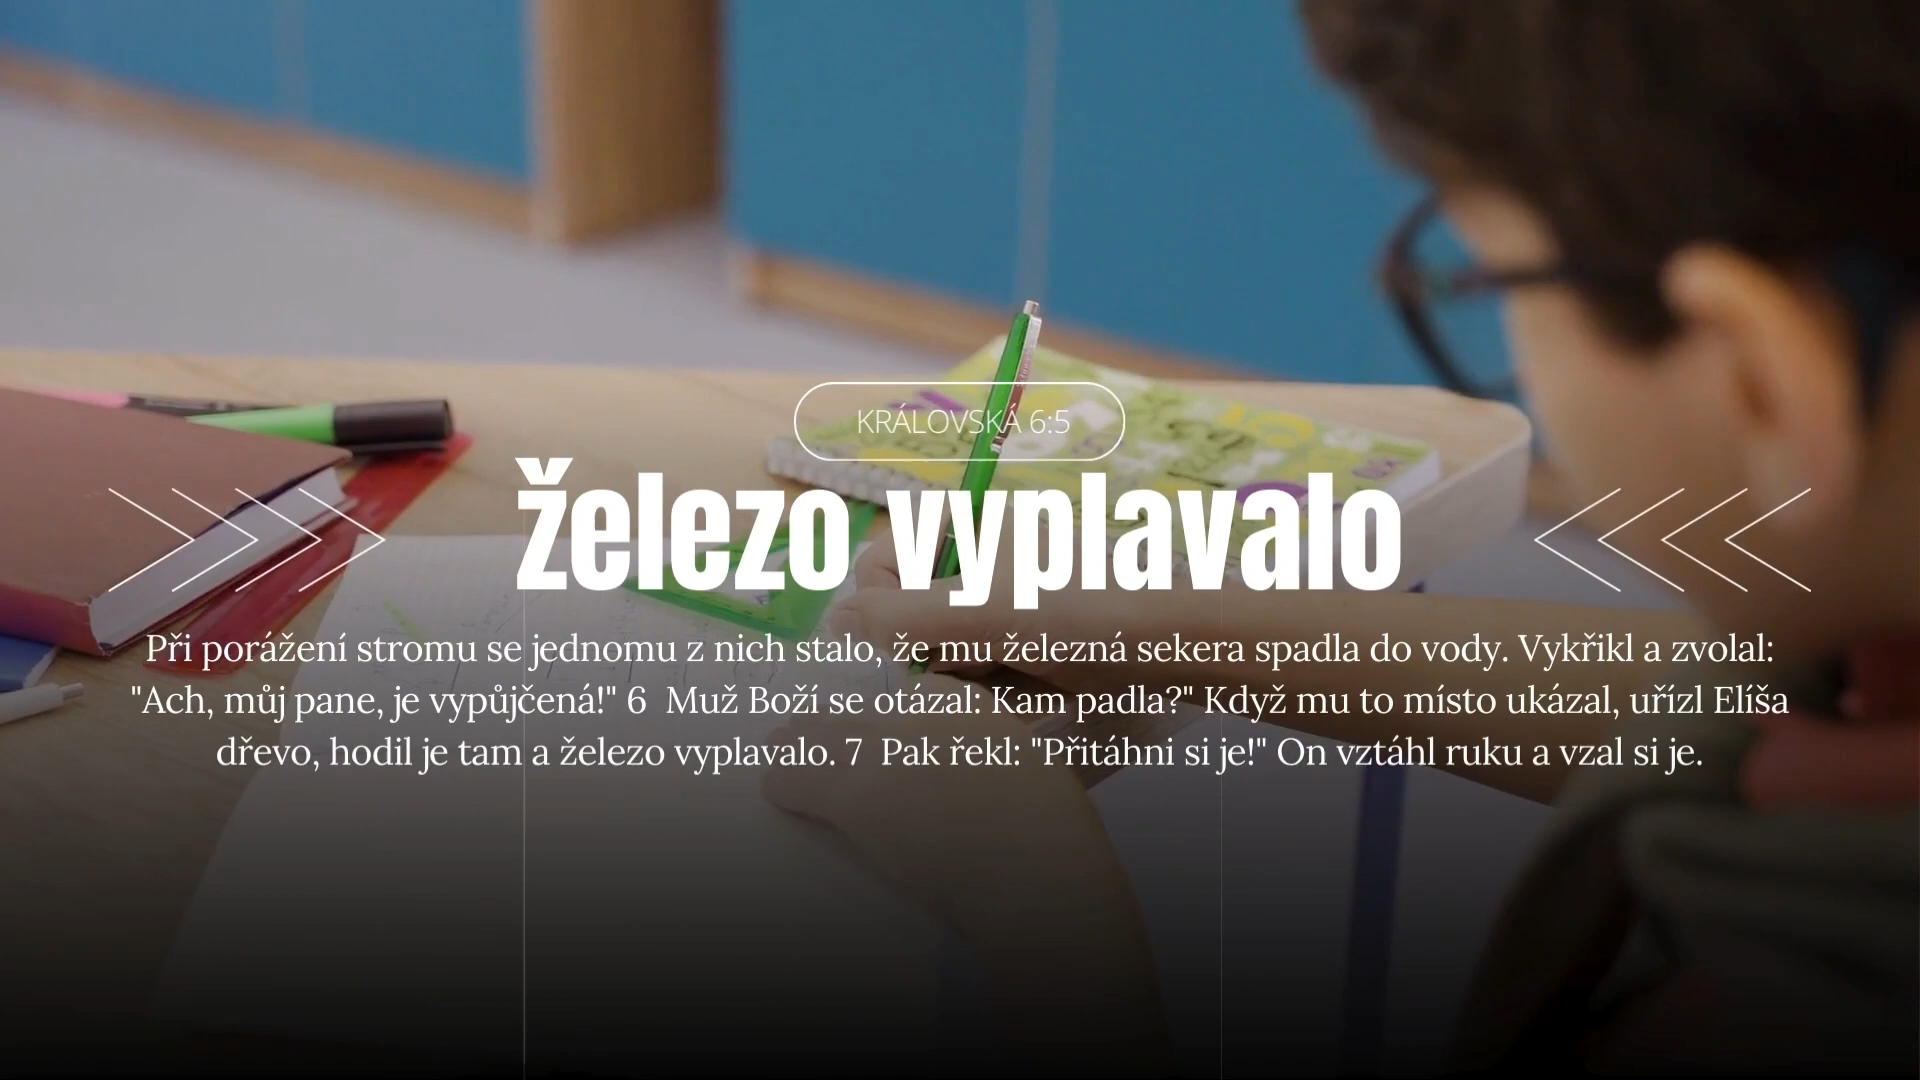 KRÁLOVSKÁ 6:5
železo vyplavalo
Při porážení stromu se jednomu z nich stalo, že mu železná sekera spadla do vody. Vykřikl a zvolal:
"Ach, můj pane, je vypůjčená!" 6  Muž Boží se otázal: Kam padla?" Když mu to místo ukázal, uřízl Elíša
dřevo, hodil je tam a železo vyplavalo. 7  Pak řekl: "Přitáhni si je!" On vztáhl ruku a vzal si je.